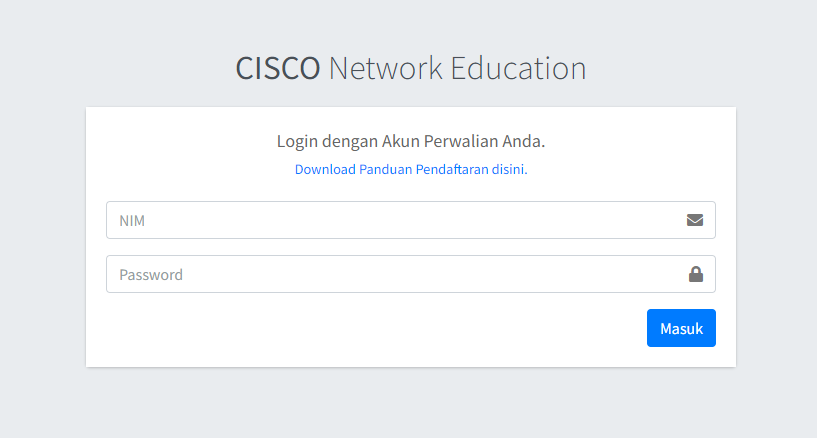 CISCO Network Education
Login dengan Akun Perwalian Anda.
Download Panduan Pendaftaran disini.
NIM
Password
Masuk